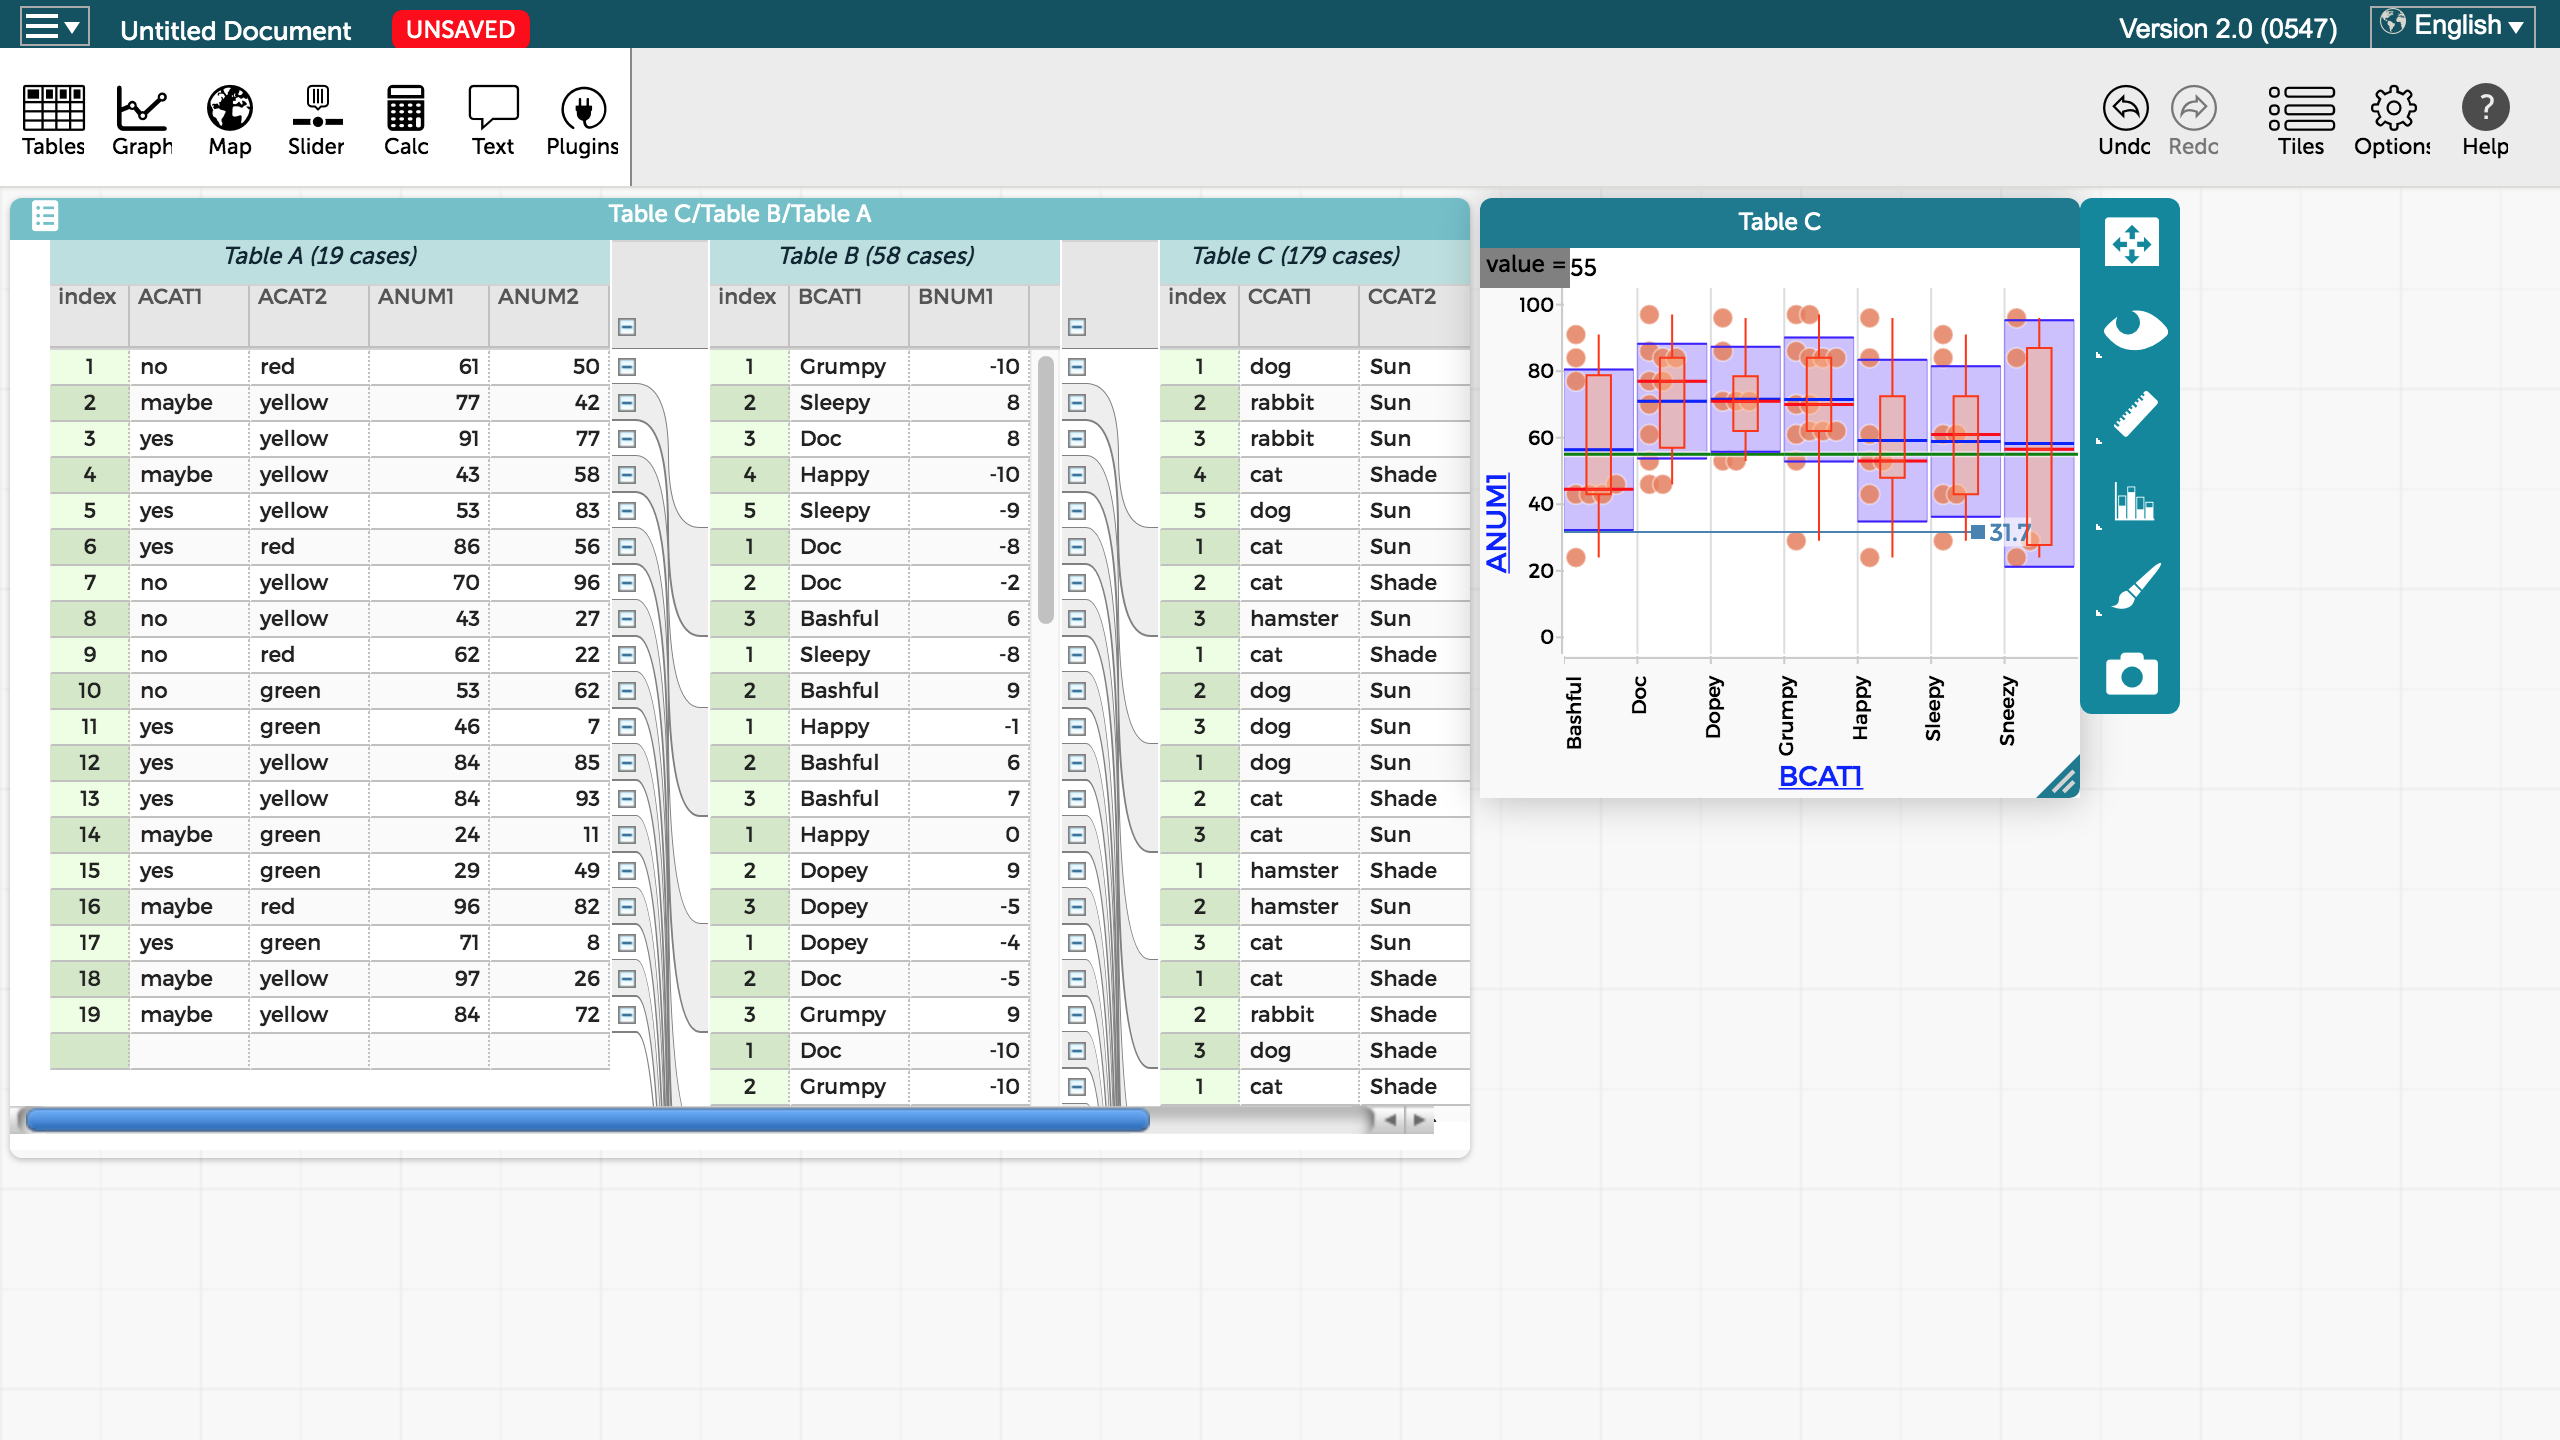 Untitled Document UNSAVED Version 2.0 (0547) English
Tables Graph Map Slider Calc Text Plugins Undo Redo Tiles Options Help
Table C/Table B/Table A
Table A (19 cases) Table B (58 cases) Table C (179 cases)
index ACAT1 ACAT2 ANUM1 ANUM2 index BCAT1 BNUM1 index CCAT1 CCAT2
1 no red 61 50 1 Grumpy -10 1 dog Sun
2 maybe yellow 77 42 2 Sleepy 8 2 rabbit Sun
3 yes yellow 91 77 3 Doc 8 3 rabbit Sun
4 maybe yellow 43 58 4 Happy -10 4 cat Shade
5 yes yellow 53 83 5 Sleepy -9 5 dog Sun
6 yes red 86 56 1 Doc -8 1 cat Sun
7 no yellow 70 96 2 Doc -2 2 cat Shade
8 no yellow 43 27 3 Bashful 6 3 hamster Sun
9 no red 62 22 1 Sleepy -8 1 cat Shade
10 no green 53 62 2 Bashful 9 2 dog Sun
11 yes green 46 7 1 Happy -1 3 dog Sun
12 yes yellow 84 85 2 Bashful 6 1 dog Sun
13 yes yellow 84 93 3 Bashful 7 2 cat Shade
14 maybe green 24 11 1 Happy 0 3 cat Sun
15 yes green 29 49 2 Dopey 9 1 hamster Shade
16 maybe red 96 82 3 Dopey -5 2 hamster Sun
17 yes green 71 8 1 Dopey -4 3 cat Sun
18 maybe yellow 97 26 2 Doc -5 1 cat Shade
19 maybe yellow 84 72 3 Grumpy 9 2 rabbit Shade
1 Doc -10 3 dog Shade
2 Grumpy -10 1 cat Shade
Table C
value = 55
100
80
60
40
20
0
31.7
ANUM1
Bashful Doc Dopey Grumpy Happy Sleepy Sneezy
BCAT1